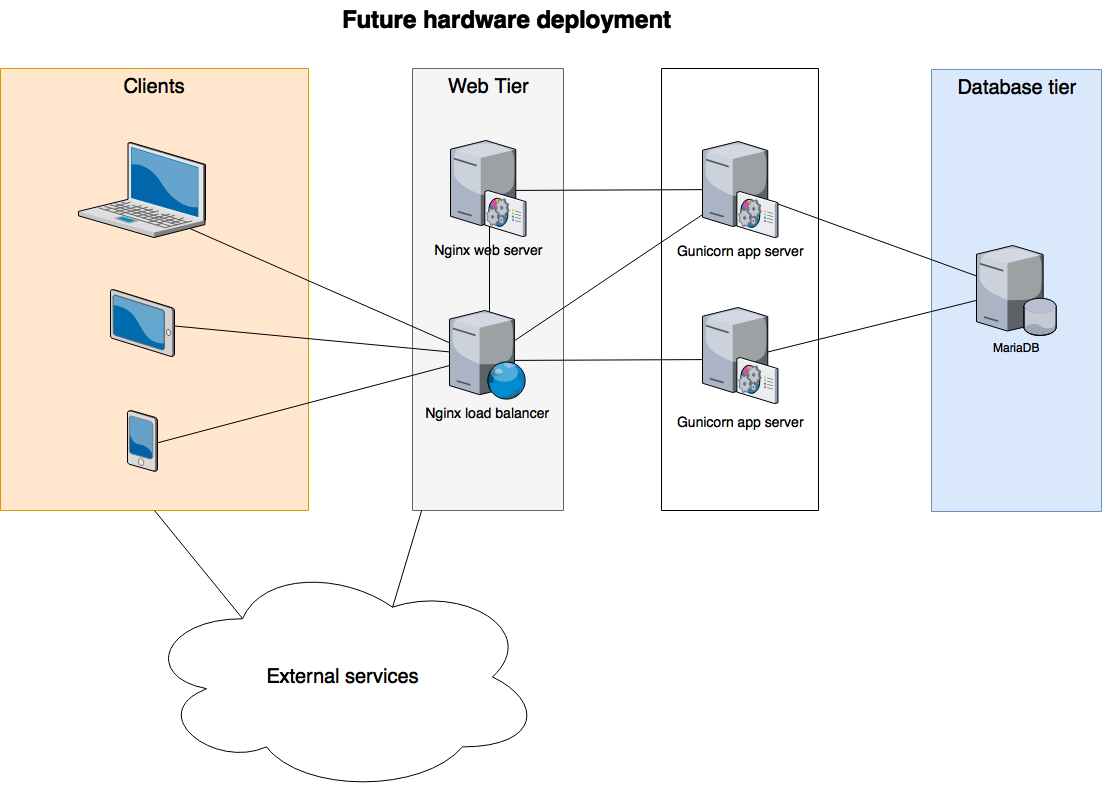 Future hardware deployment
Clients
Web Tier
Database tier
Nginx web server
Gunicorn app server
MariaDB
Nginx load balancer
Gunicorn app server
External services